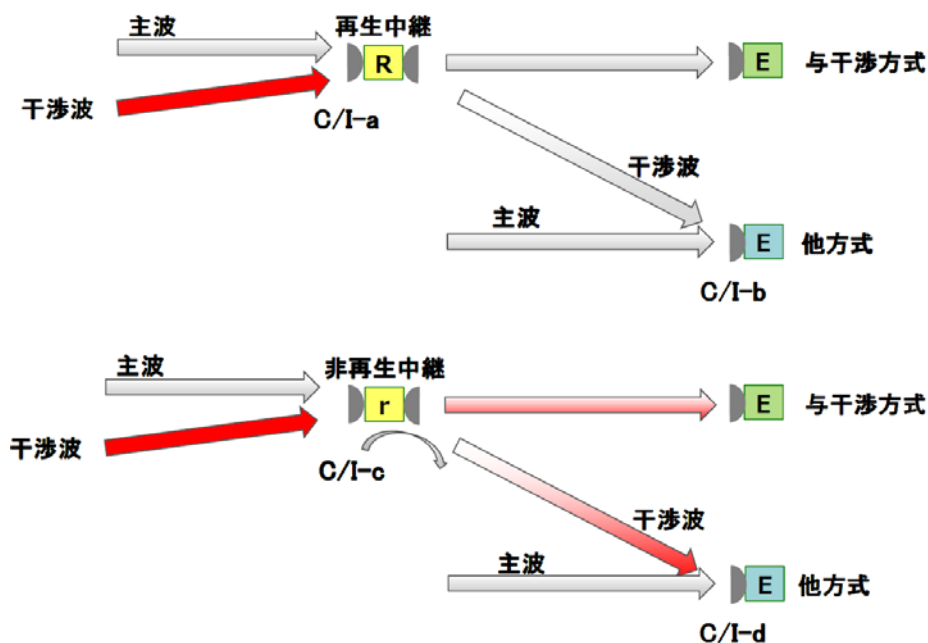 主波
再生中継
R
E
与干渉方式
干渉波
C/I-a
干渉波
主波
E
他方式
C/I-b
主波
非再生中継
r
E
与干渉方式
干渉波
C/I-c
干渉波
主波
E
他方式
C/I-d